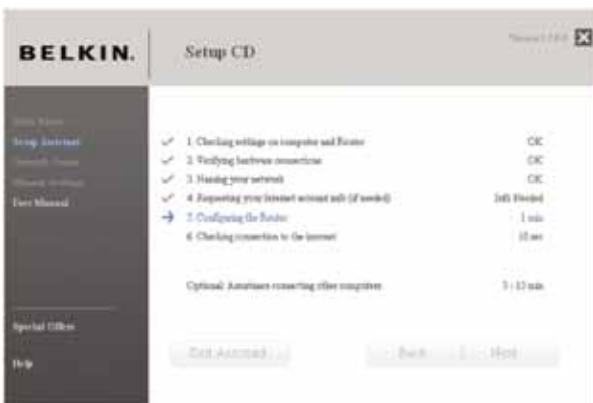 BELKIN.
Setup CD
Setup Assistant
User Manual
Special Offers
Help
1. Checking settings on computer and Router OK
2. Verifying hardware connections OK
3. Naming your network OK
4. Requesting your Internet account info (if needed) Info Needed
5. Configuring the Router 1 min
6. Checking connection to the internet 10 sec
Optional: Assistance connecting other computers 5 - 15 min
Back
Next